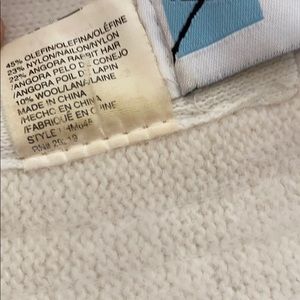 45% OLEFIN/OLEFINA/OLÉFINE
23% NYLON/NAILON/NYLON
22% ANGORA RABBIT HAIR
/ANGORA PELO DE CONEJO
/ANGORA POIL DE LAPIN
10% WOOL/LANA/LAINE
MADE IN CHINA
/HECHO EN CHINA
/FABRIQUÉ EN CHINE
STYLE